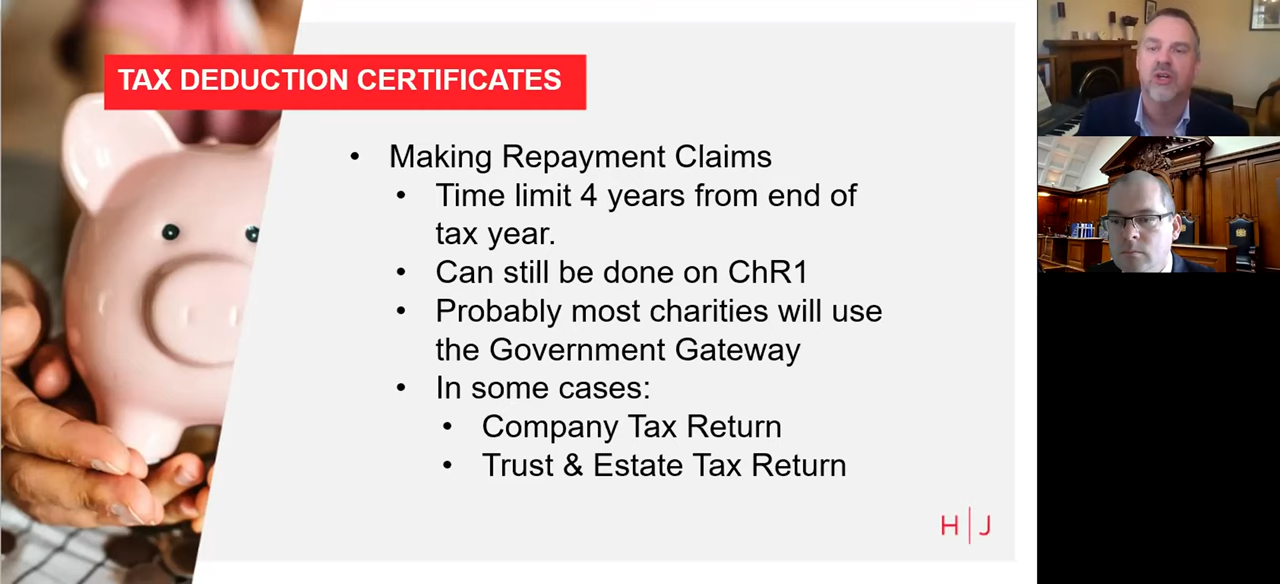 TAX DEDUCTION CERTIFICATES
• Making Repayment Claims
• Time limit 4 years from end of
tax year.
• Can still be done on ChR1
• Probably most charities will use
the Government Gateway
• In some cases:
• Company Tax Return
• Trust & Estate Tax Return
H|J